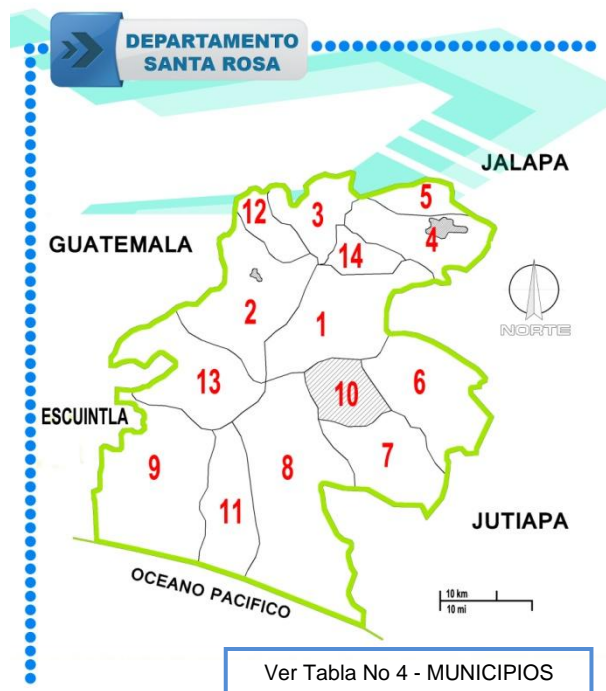 DEPARTAMENTO
SANTA ROSA
JALAPA
5
12
3
4
GUATEMALA
14
NORTE
2
1
13
6
10
ESCUINTLA
9
8
7
11
JUTIAPA
OCEANO PACIFICO
10 km
10 mi
Ver Tabla No 4 - MUNICIPIOS